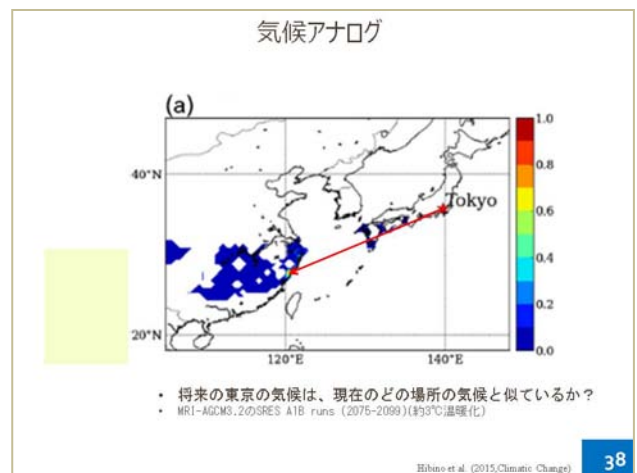 気候アナログ
(a)
1.0
0.8
0.6
0.4
0.2
0.0
40°N
20°N
120°E
140°E
Tokyo
• 将来の東京の気候は、現在のどの場所の気候と似ているか？
• MRI-AGCM3.2のSRES A1B runs (2075-2099)(約3℃温暖化)
Hibino et al. (2015,Climatic Change)
38